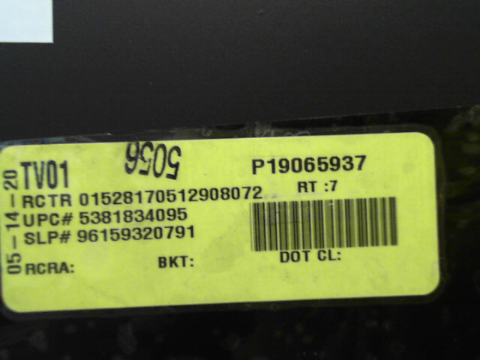 05-14-20
TV01
5056
P19065937
RCTR 01528170512908072
RT :7
UPC# 5381834095
SLP# 96159320791
RCRA:
BKT:
DOT CL: